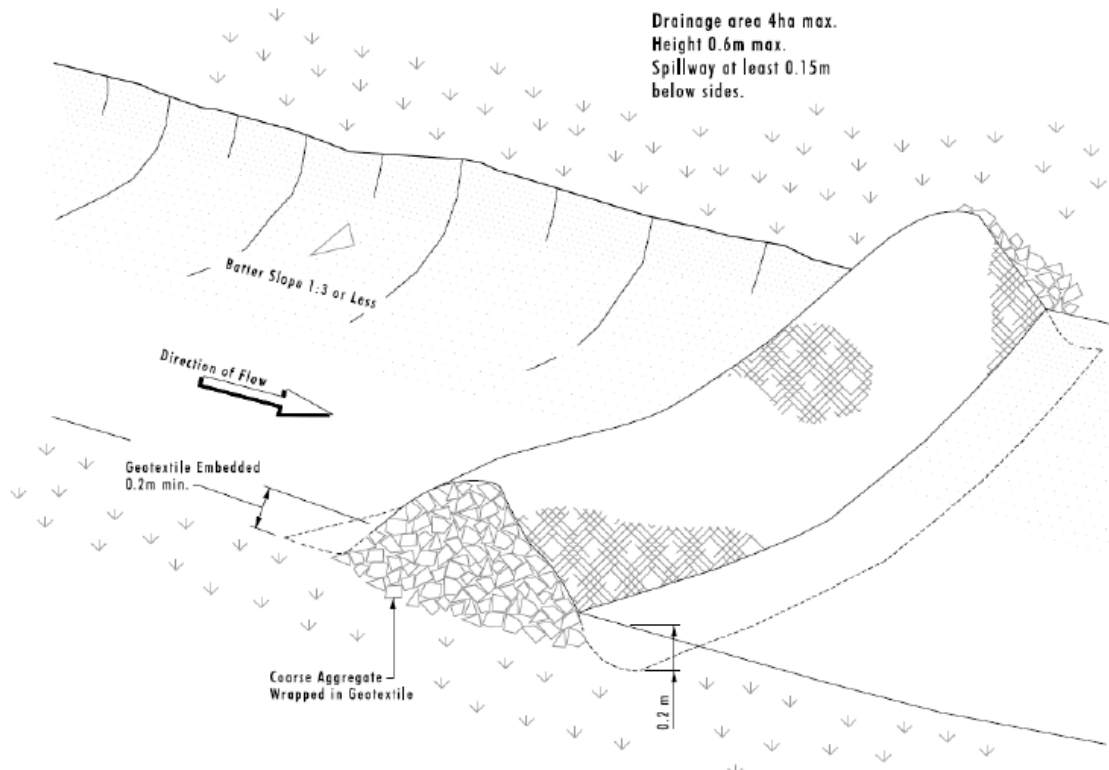 Drainage area 4ha max.
Height 0.6m max.
Spillway at least 0.15m
below sides.
Batter Slope 1:3 or Less
Direction of Flow
Geotextile Embedded
0.2m min.
Coarse Aggregate
Wrapped in Geotextile
0.2 m